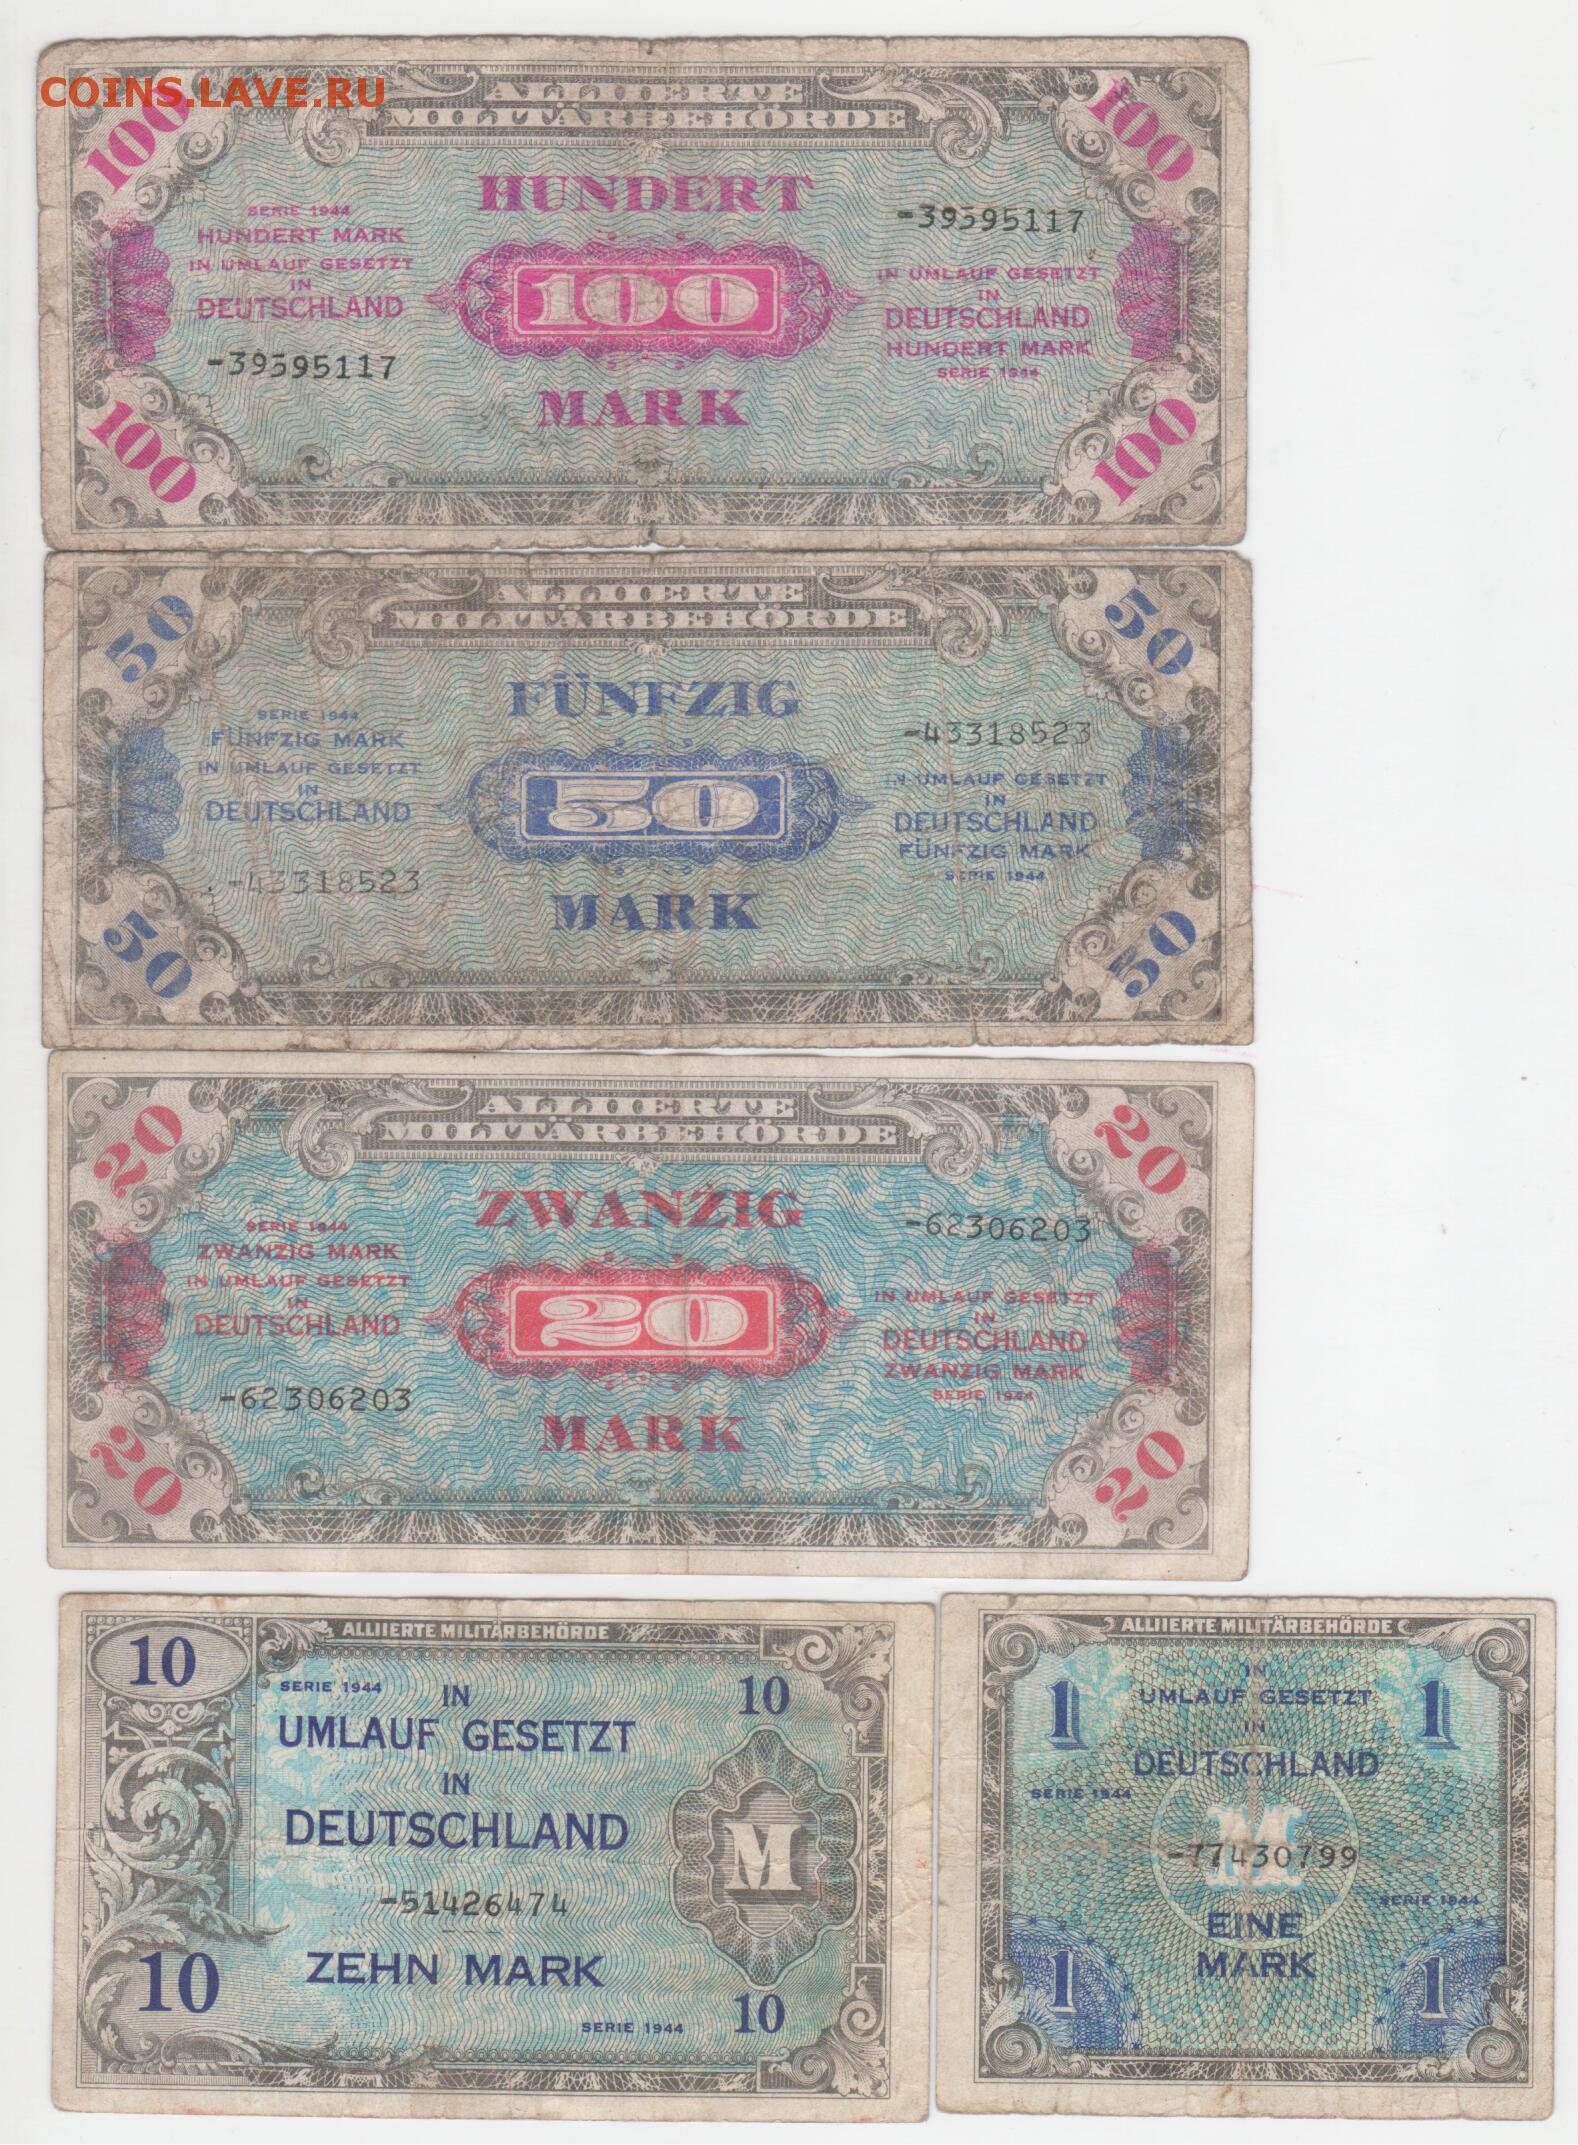 COINS.LAVE.RU
100
ALLIIERTE
MILITÄRBEHÖRDE
100
HUNDERT
SERIE 1944
HUNDERT MARK
IN UMLAUF GESETZT
IN
DEUTSCHLAND
-39595117
100
-39595117
IN UMLAUF GESETZT
IN
DEUTSCHLAND
HUNDERT MARK
SERIE 1944
MARK
100
100
50
ALLIIERTE
MILITÄRBEHÖRDE
50
FÜNFZIG
SERIE 1944
FÜNFZIG MARK
IN UMLAUF GESETZT
IN
DEUTSCHLAND
-43318523
50
-43318523
IN UMLAUF GESETZT
IN
DEUTSCHLAND
FÜNFZIG MARK
SERIE 1944
MARK
50
50
20
ALLIIERTE
MILITÄRBEHÖRDE
20
ZWANZIG
SERIE 1944
ZWANZIG MARK
IN UMLAUF GESETZT
IN
DEUTSCHLAND
-62306203
20
-62306203
IN UMLAUF GESETZT
IN
DEUTSCHLAND
ZWANZIG MARK
SERIE 1944
MARK
20
20
10
ALLIIERTE MILITÄRBEHÖRDE
SERIE 1944
IN
10
UMLAUF GESETZT
IN
DEUTSCHLAND
M
-51426474
ZEHN MARK
10
SERIE 1944
10
ALLIIERTE MILITÄRBEHÖRDE
1
IN
UMLAUF GESETZT
IN
1
DEUTSCHLAND
SERIE 1944
M
-77430799
SERIE 1944
EINE
MARK
1
1